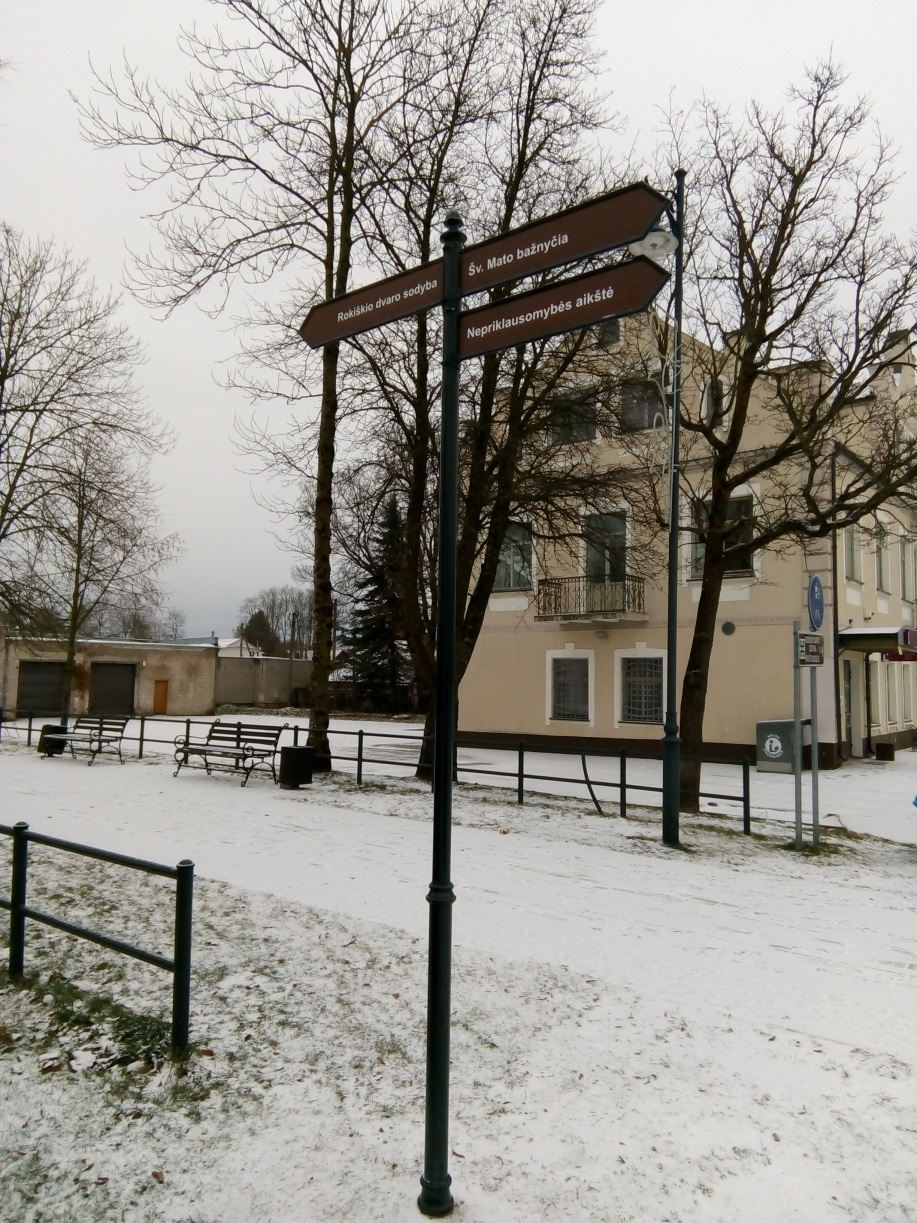 Rokiškio dvaro sodyba
Šv. Mato bažnyčia
Nepriklausomybės aikštė